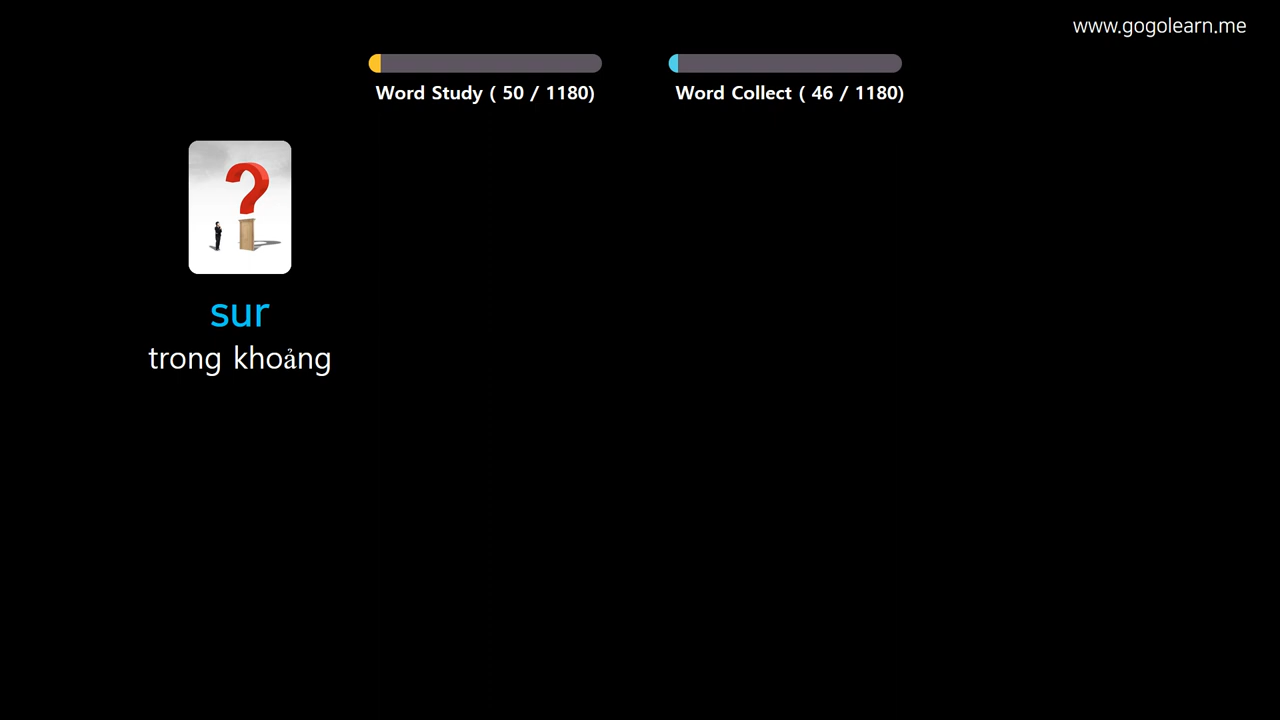 www.gogolearn.me
Word Study ( 50 / 1180)
Word Collect ( 46 / 1180)
sur
trong khoảng